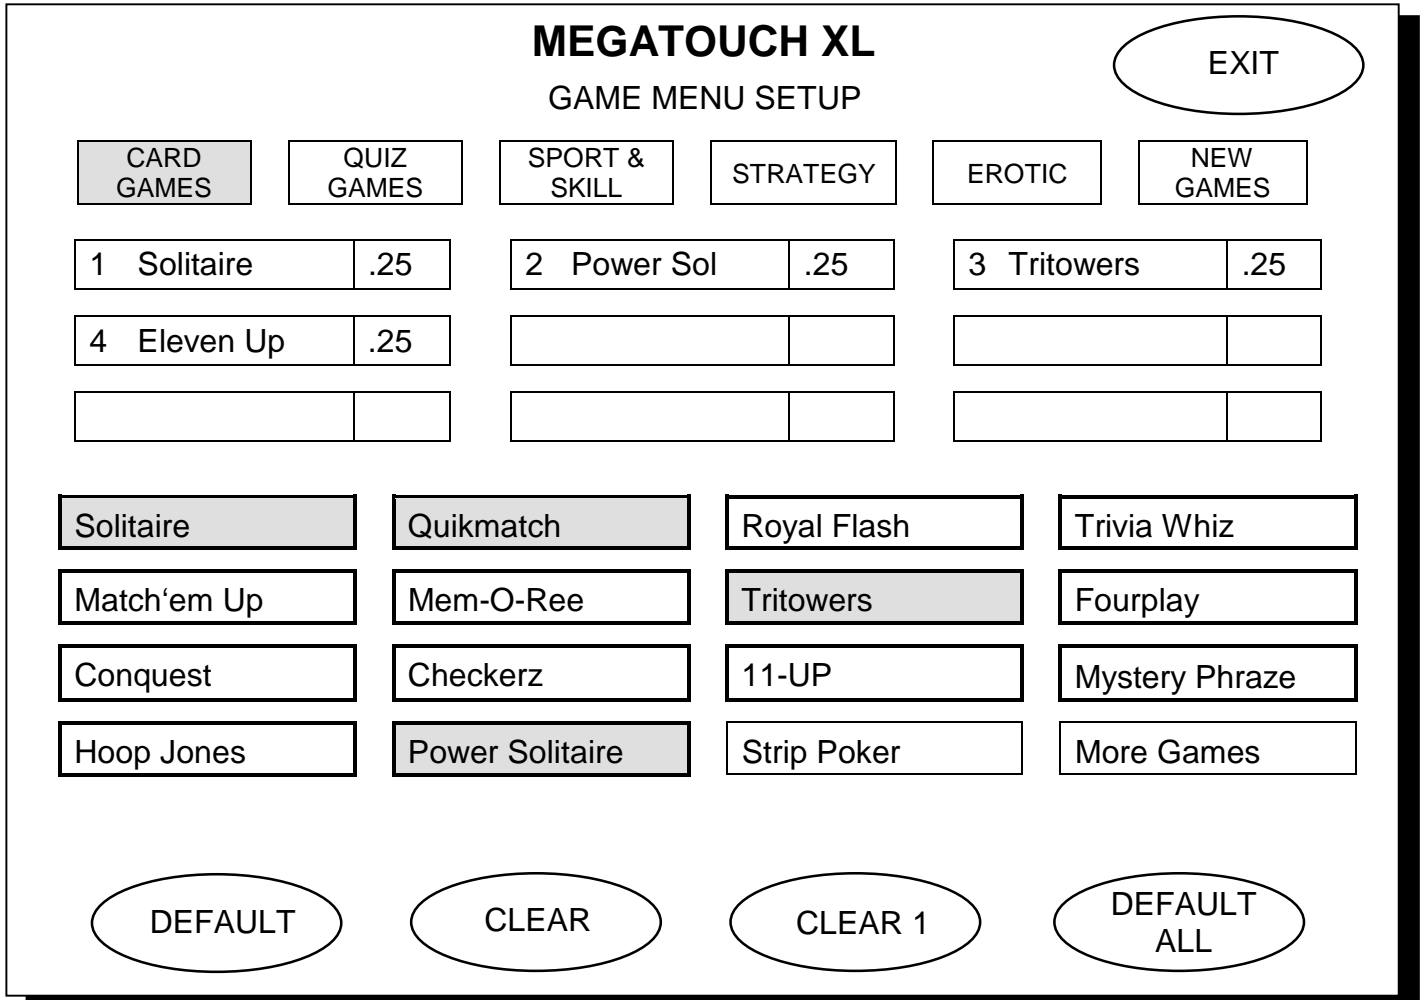 MEGATOUCH XL
EXIT
GAME MENU SETUP
CARD
GAMES
QUIZ
GAMES
SPORT &
SKILL
STRATEGY
EROTIC
NEW
GAMES
1 Solitaire .25
2 Power Sol .25
3 Tritowers .25
4 Eleven Up .25
Solitaire
Quikmatch
Royal Flash
Trivia Whiz
Match‘em Up
Mem-O-Ree
Tritowers
Fourplay
Conquest
Checkerz
11-UP
Mystery Phraze
Hoop Jones
Power Solitaire
Strip Poker
More Games
DEFAULT
CLEAR
CLEAR 1
DEFAULT
ALL